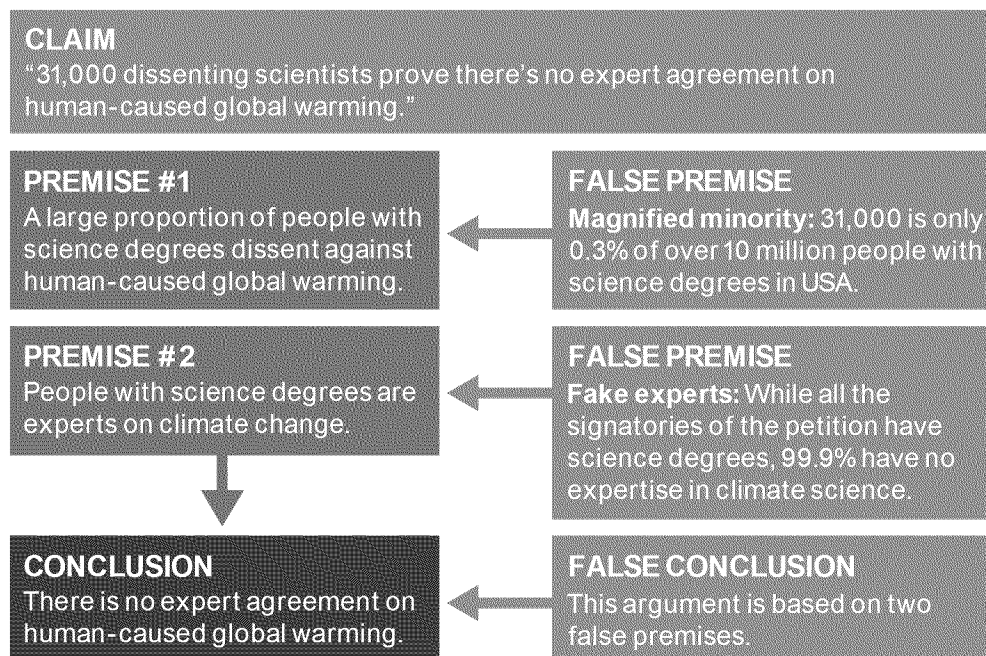 CLAIM
“31,000 dissenting scientists prove there’s no expert agreement on
human-caused global warming.”
PREMISE #1
A large proportion of people with
science degrees dissent against
human-caused global warming.
FALSE PREMISE
Magnified minority: 31,000 is only
0.3% of over 10 million people with
science degrees in USA.
PREMISE #2
People with science degrees are
experts on climate change.
FALSE PREMISE
Fake experts: While all the
signatories of the petition have
science degrees, 99.9% have no
expertise in climate science.
CONCLUSION
There is no expert agreement on
human-caused global warming.
FALSE CONCLUSION
This argument is based on two
false premises.